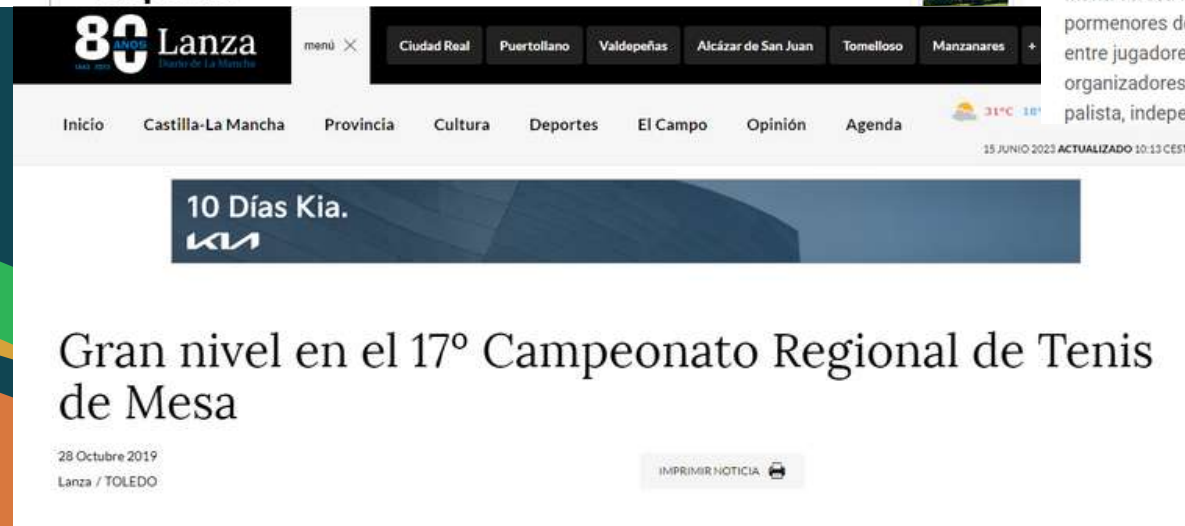 80 AÑOS Lanza
Diario de La Mancha
menú × Ciudad Real Puertollano Valdepeñas Alcázar de San Juan Tomelloso Manzanares +
pormenores
entre
organizadores
palista,
Inicio Castilla-La Mancha Provincia Cultura Deportes El Campo Opinión Agenda
31°C 18°
15 JUNIO 2023 ACTUALIZADO 10:13 CEST
10 Días Kia.
KIA
Gran nivel en el 17º Campeonato Regional de Tenis
de Mesa
28 Octubre 2019
Lanza / TOLEDO
IMPRIMIR NOTICIA